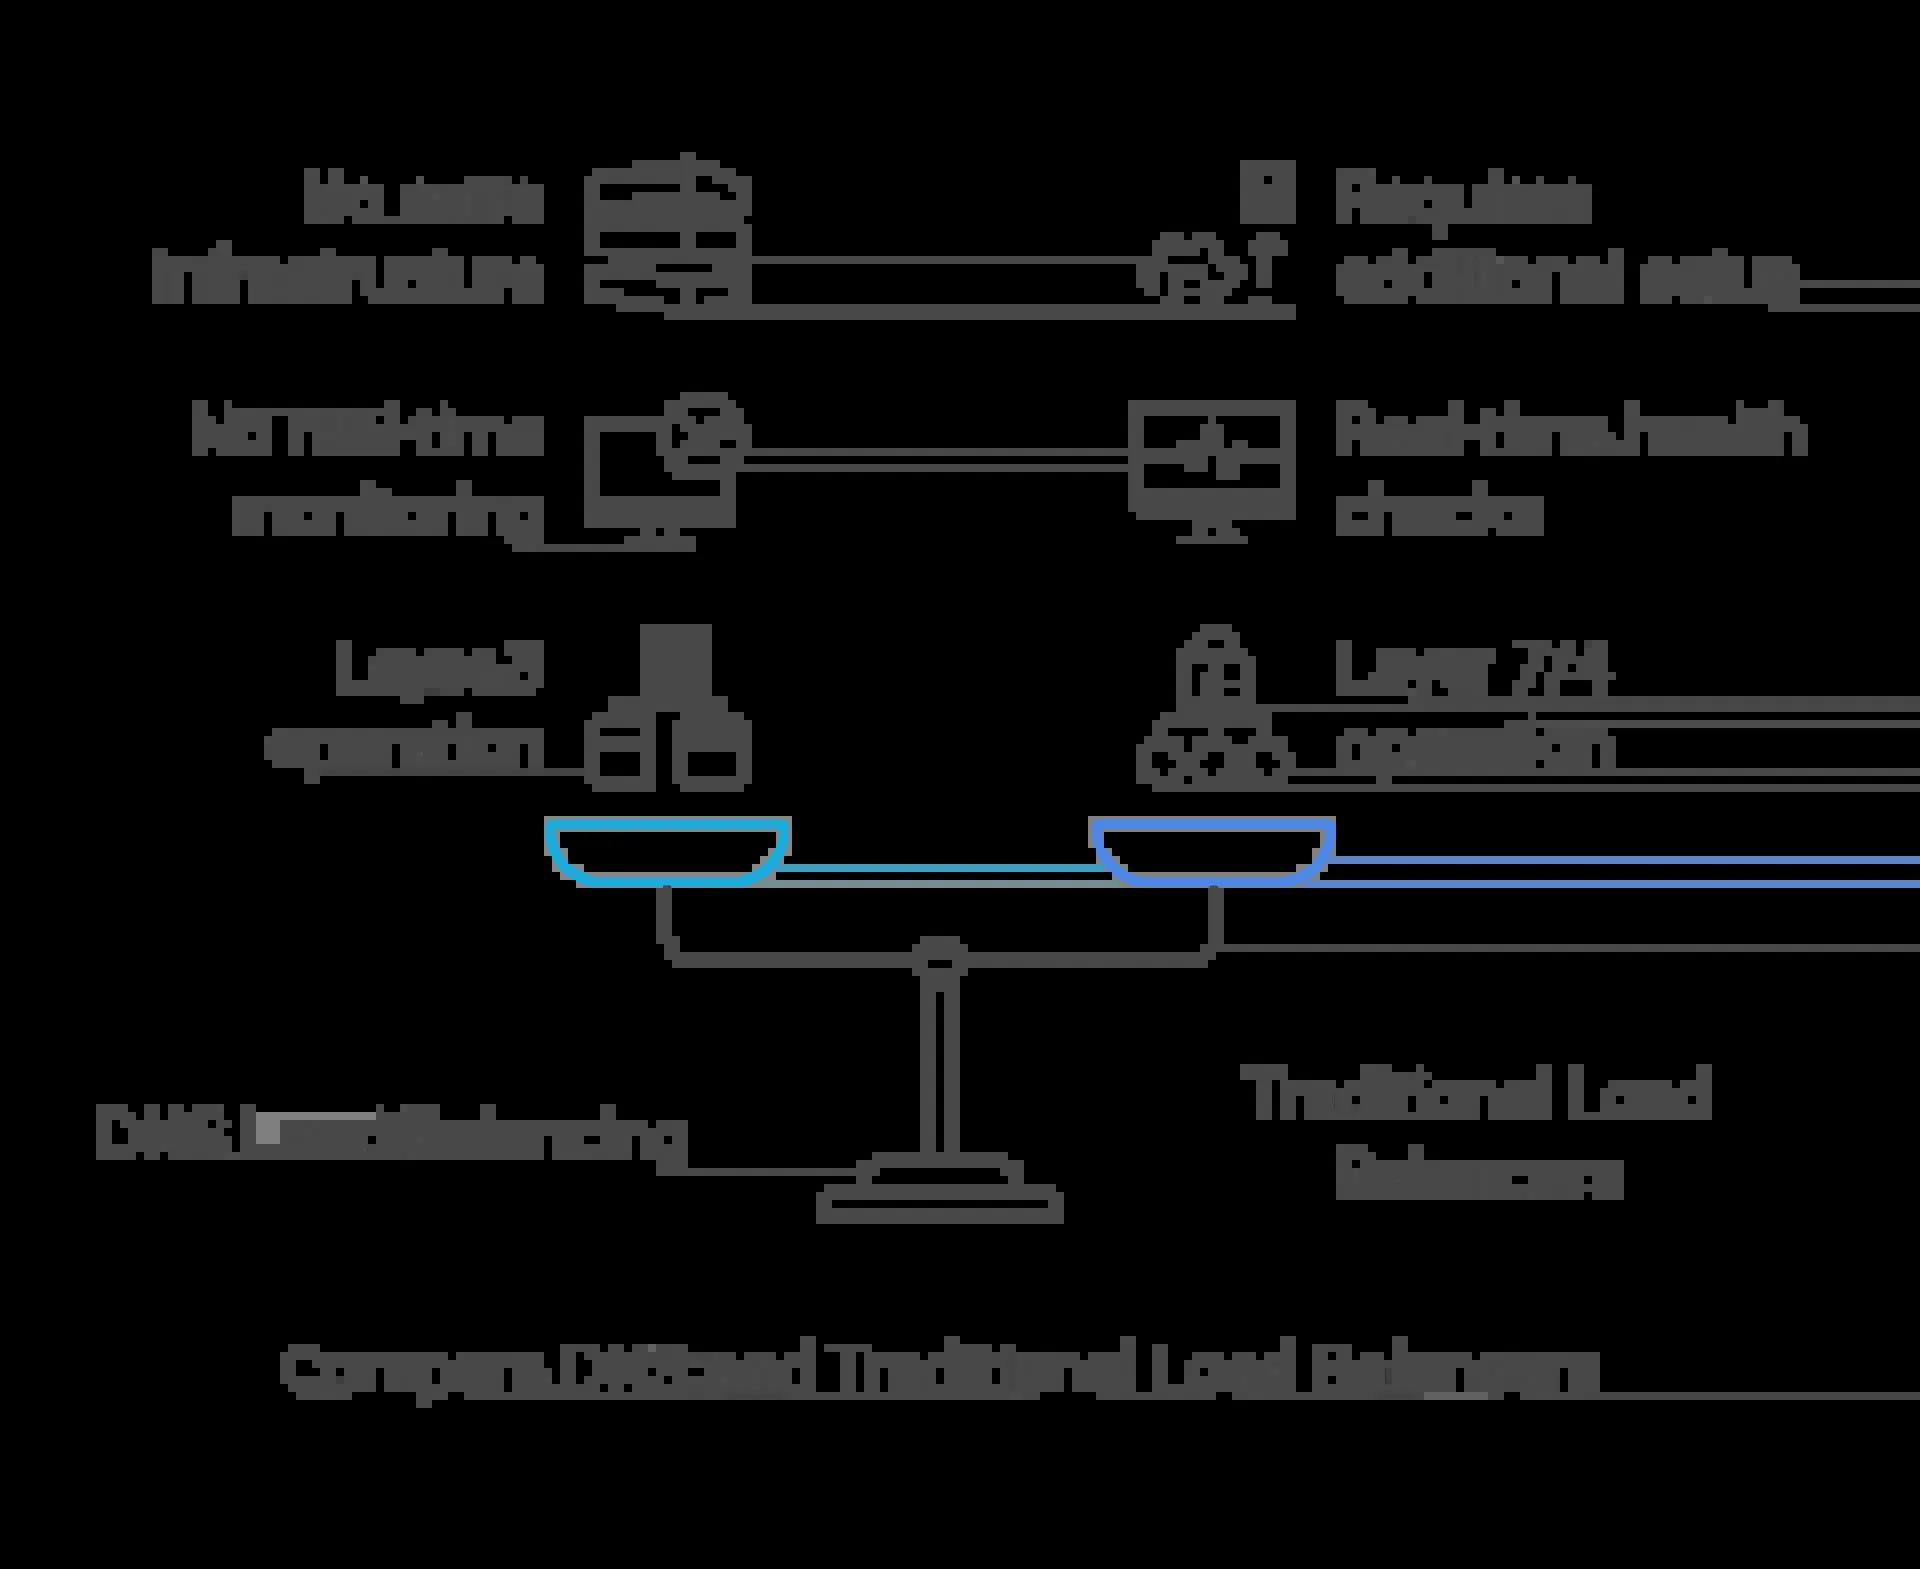 No extra
infrastructure
Requires
additional setup
No real-time
monitoring
Real-time health
checks
Layer 3
operation
Layer 7/4
operation
DNS Load Balancing
Traditional Load
Balancers
Compare DNS and Traditional Load Balancers